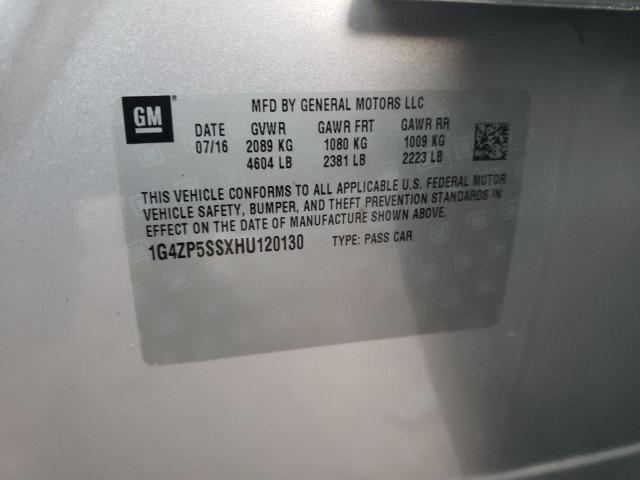 GM
MFD BY GENERAL MOTORS LLC
DATE GVWR GAWR FRT GAWR RR
07/16 2089 KG 1080 KG 1009 KG
4604 LB 2381 LB 2223 LB
THIS VEHICLE CONFORMS TO ALL APPLICABLE U.S. FEDERAL MOTOR
VEHICLE SAFETY, BUMPER, AND THEFT PREVENTION STANDARDS IN
EFFECT ON THE DATE OF MANUFACTURE SHOWN ABOVE.
1G4ZP5SSXHU120130 TYPE: PASS CAR